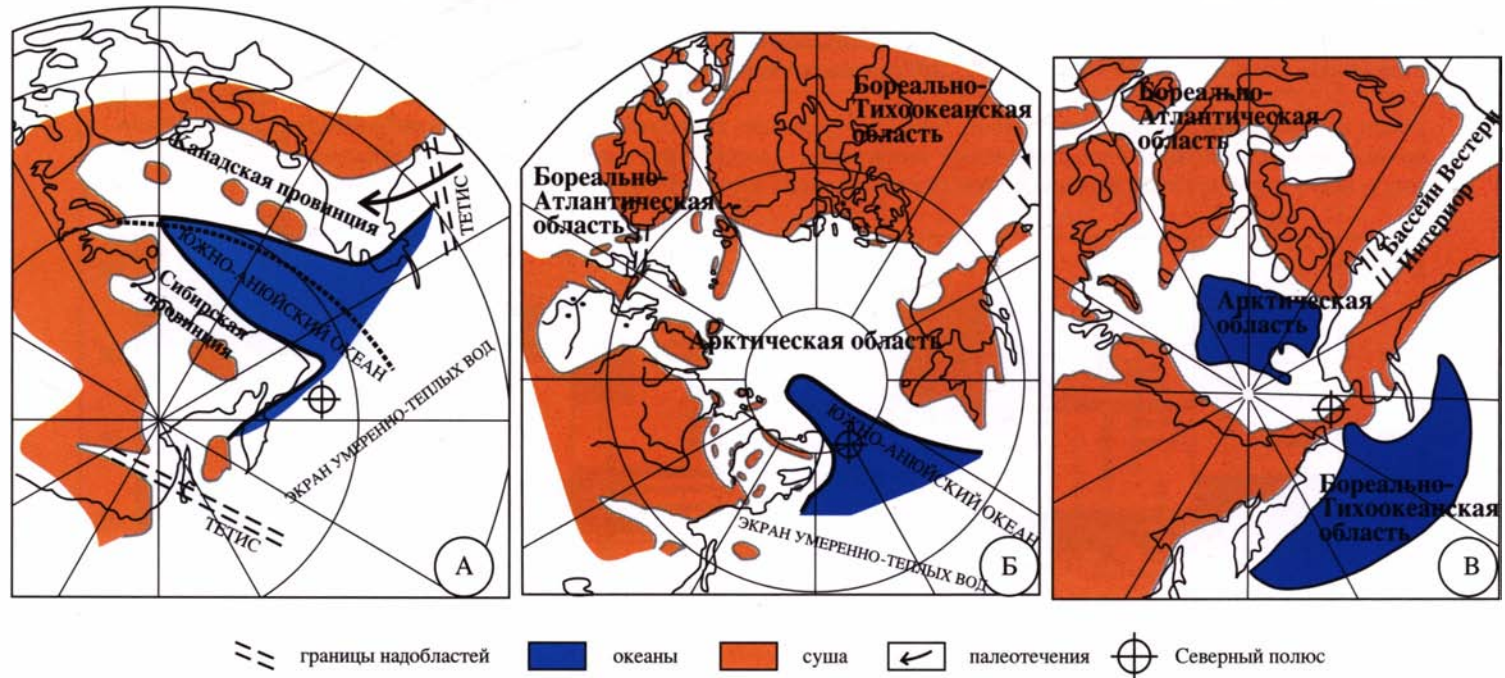 Канадская провинция
ТЕТИС
ЮЖНО-АНЮЙСКИЙ ОКЕАН
Сибирская
провинция
ЭКРАН УМЕРЕННО-ТЕПЛЫХ ВОД
ТЕТИС
А
Бореально-
Тихоокеанская
область
Бореально-
Атлантическая
область
Арктическая область
ЮЖНО-АНЮЙСКИЙ ОКЕАН
ЭКРАН УМЕРЕННО-ТЕПЛЫХ ВОД
Б
Бореально-
Атлантическая
область
Бассейн Вестерн
Интериор
Арктическая
область
Бореально-
Тихоокеанская
область
В
границы надобластей
океаны
суша
палеотечения
Северный полюс